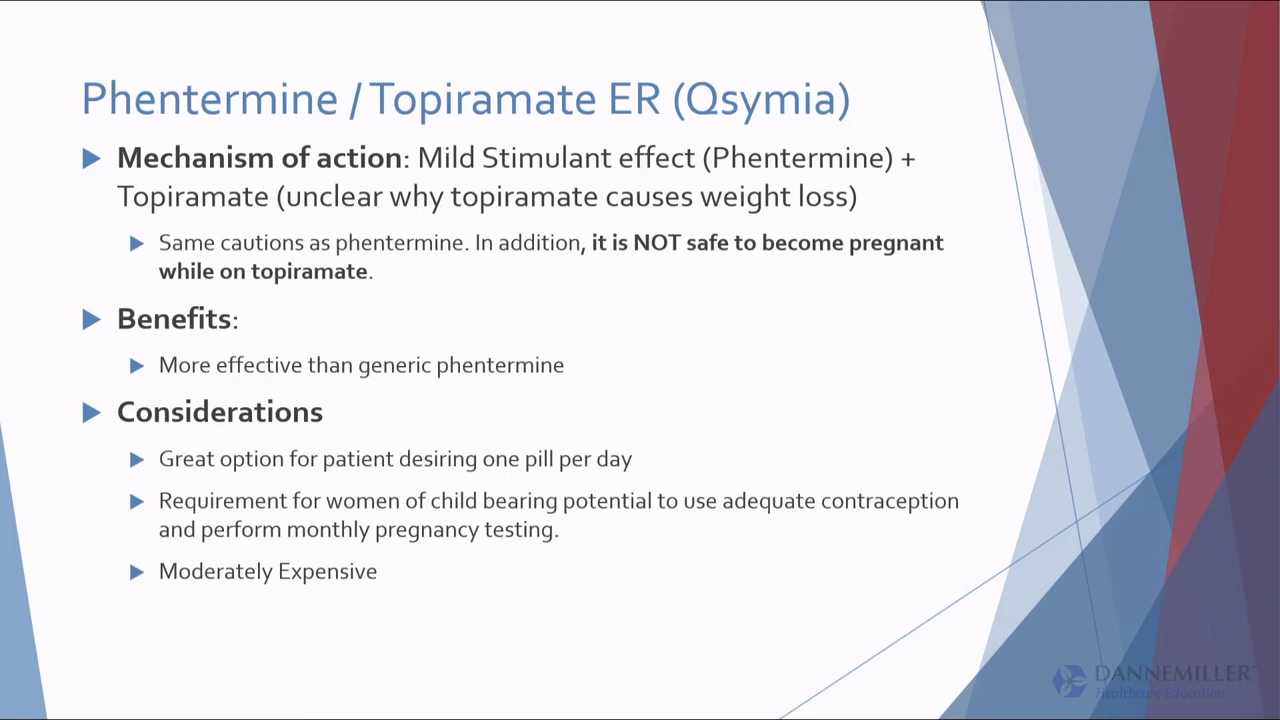 Phentermine / Topiramate ER (Qsymia)
Mechanism of action: Mild Stimulant effect (Phentermine) +
Topiramate (unclear why topiramate causes weight loss)
Same cautions as phentermine. In addition, it is NOT safe to become pregnant
while on topiramate.
Benefits:
More effective than generic phentermine
Considerations
Great option for patient desiring one pill per day
Requirement for women of child bearing potential to use adequate contraception
and perform monthly pregnancy testing.
Moderately Expensive
DANNEMILLER
Healthcare Education